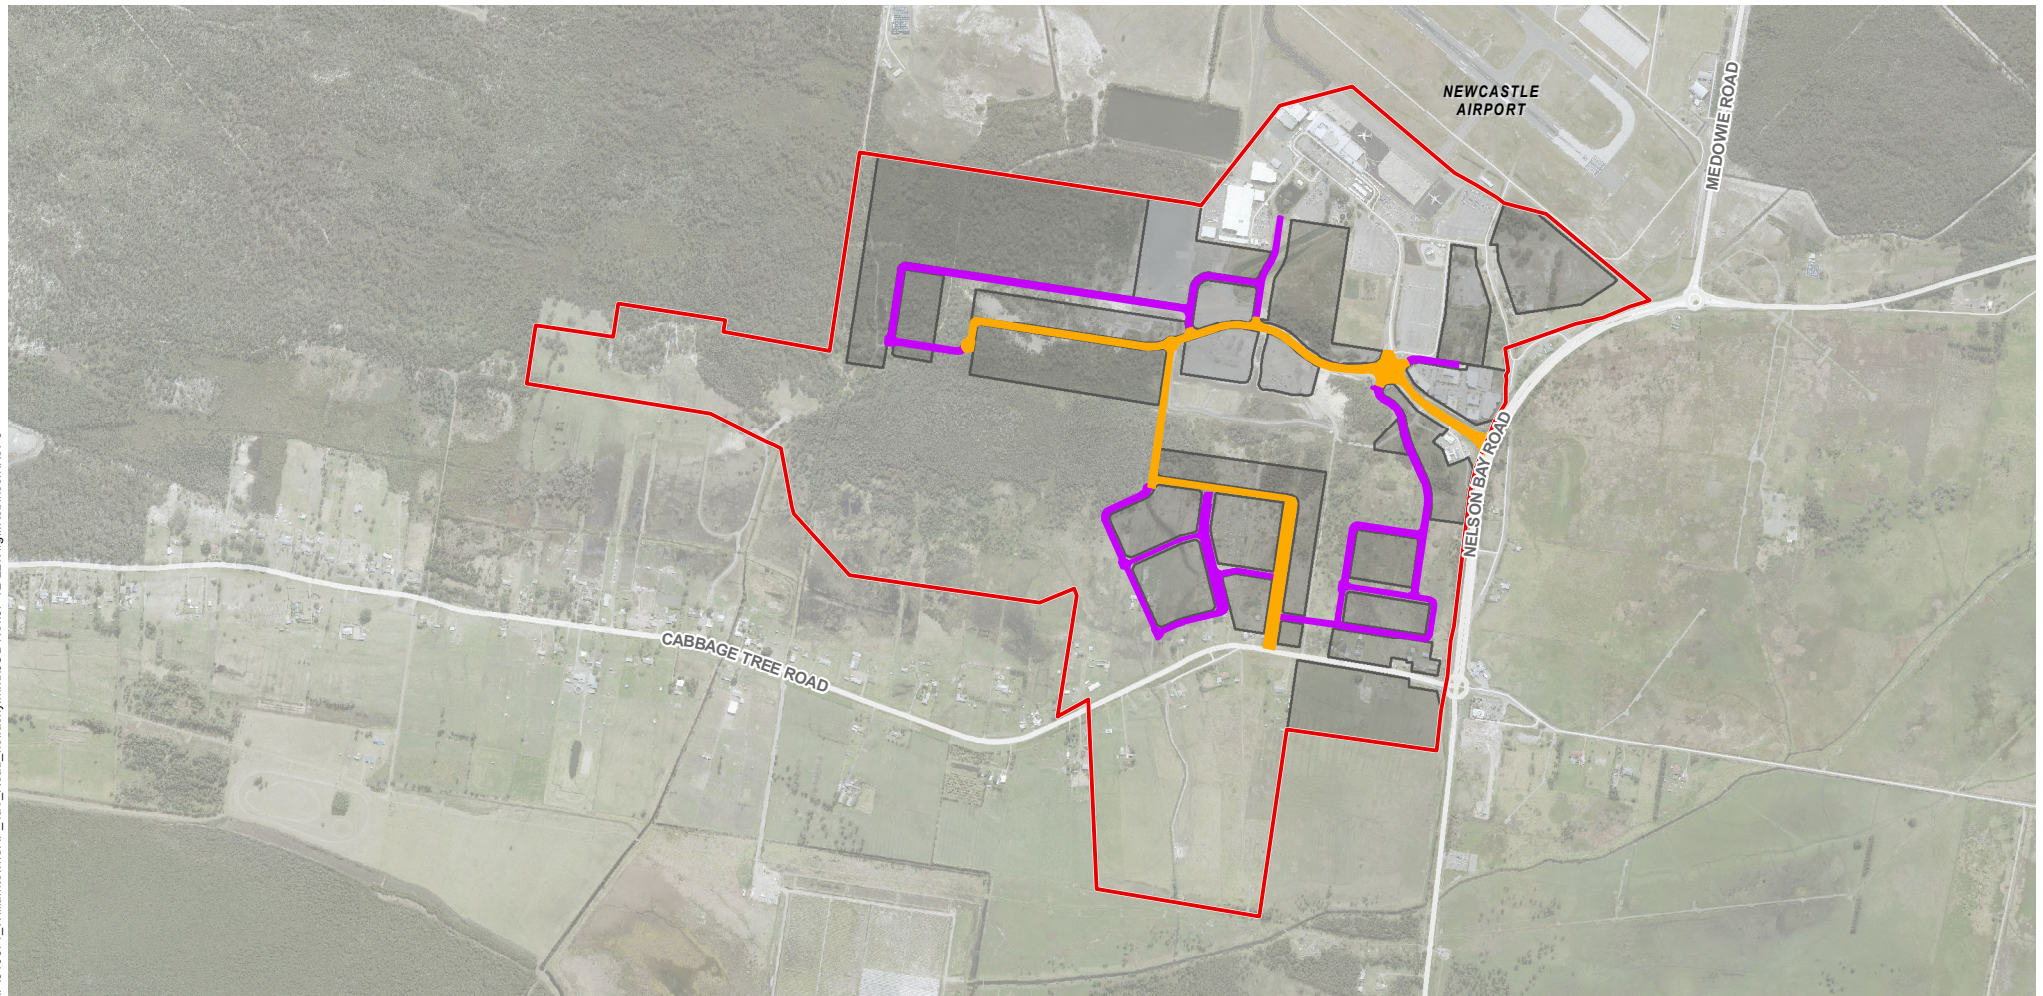 NEWCASTLE
AIRPORT
MEDOWIE ROAD
NELSON BAY ROAD
CABBAGE TREE ROAD